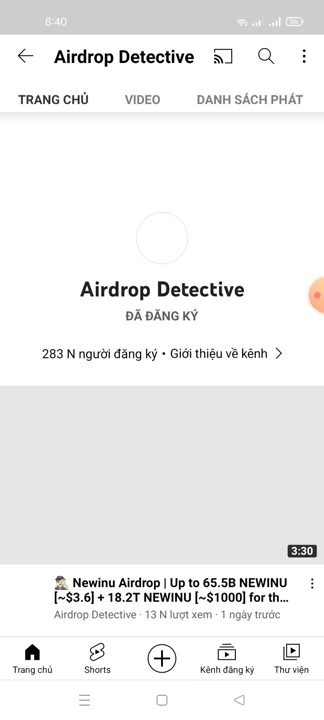 8:40
Airdrop Detective
TRANG CHỦ VIDEO DANH SÁCH PHÁT
Airdrop Detective
ĐÃ ĐĂNG KÝ
283 N người đăng ký • Giới thiệu về kênh
3:30
Newinu Airdrop | Up to 65.5B NEWINU
[~$3.6] + 18.2T NEWINU [~$1000] for th...
Airdrop Detective · 13 N lượt xem · 1 ngày trước
Trang chủ Shorts Kênh đăng ký Thư viện